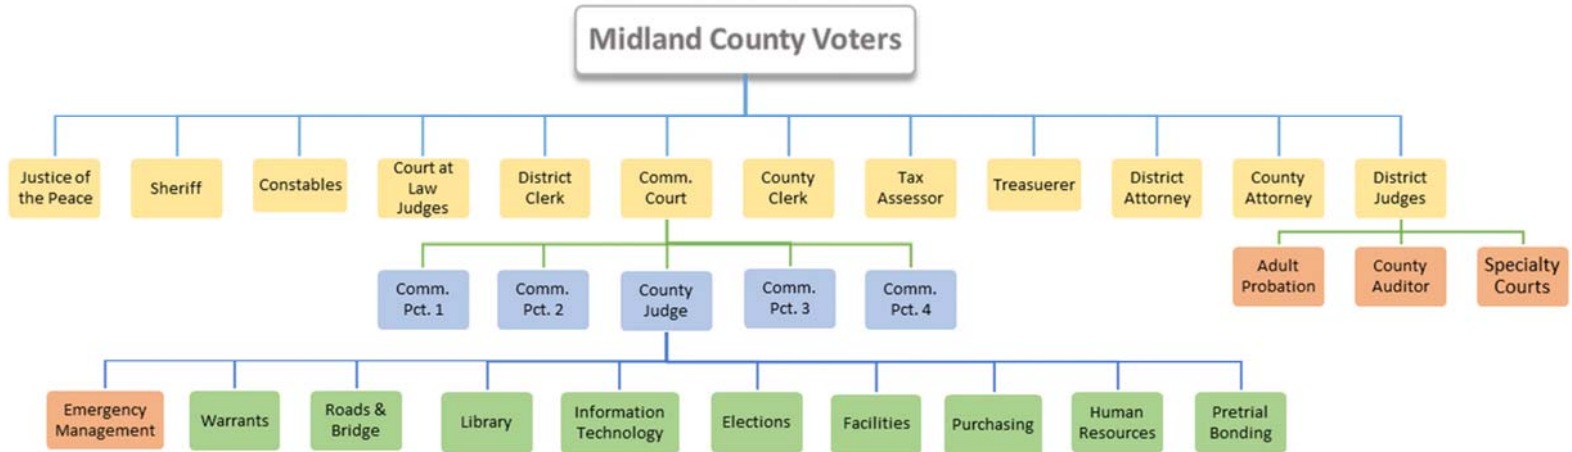 Midland County Voters
Justice of
the Peace
Sheriff
Constables
Court at
Law
Judges
District
Clerk
Comm.
Court
County
Clerk
Tax
Assessor
Treasuerer
District
Attorney
County
Attorney
District
Judges
Comm.
Pct. 1
Comm.
Pct. 2
County
Judge
Comm.
Pct. 3
Comm.
Pct. 4
Adult
Probation
County
Auditor
Specialty
Courts
Emergency
Management
Warrants
Roads &
Bridge
Library
Information
Technology
Elections
Facilities
Purchasing
Human
Resources
Pretrial
Bonding